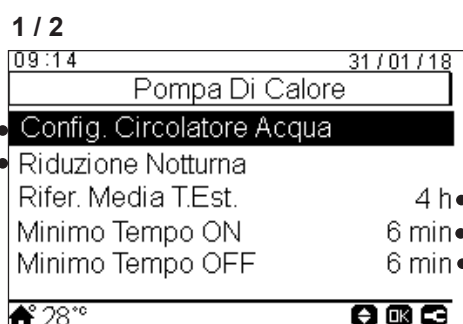 1 / 2
09:14 31/01/18
Pompa Di Calore
Config. Circolatore Acqua
Riduzione Notturna
Rifer. Media T.Est. 4 h
Minimo Tempo ON 6 min
Minimo Tempo OFF 6 min
28°c OK